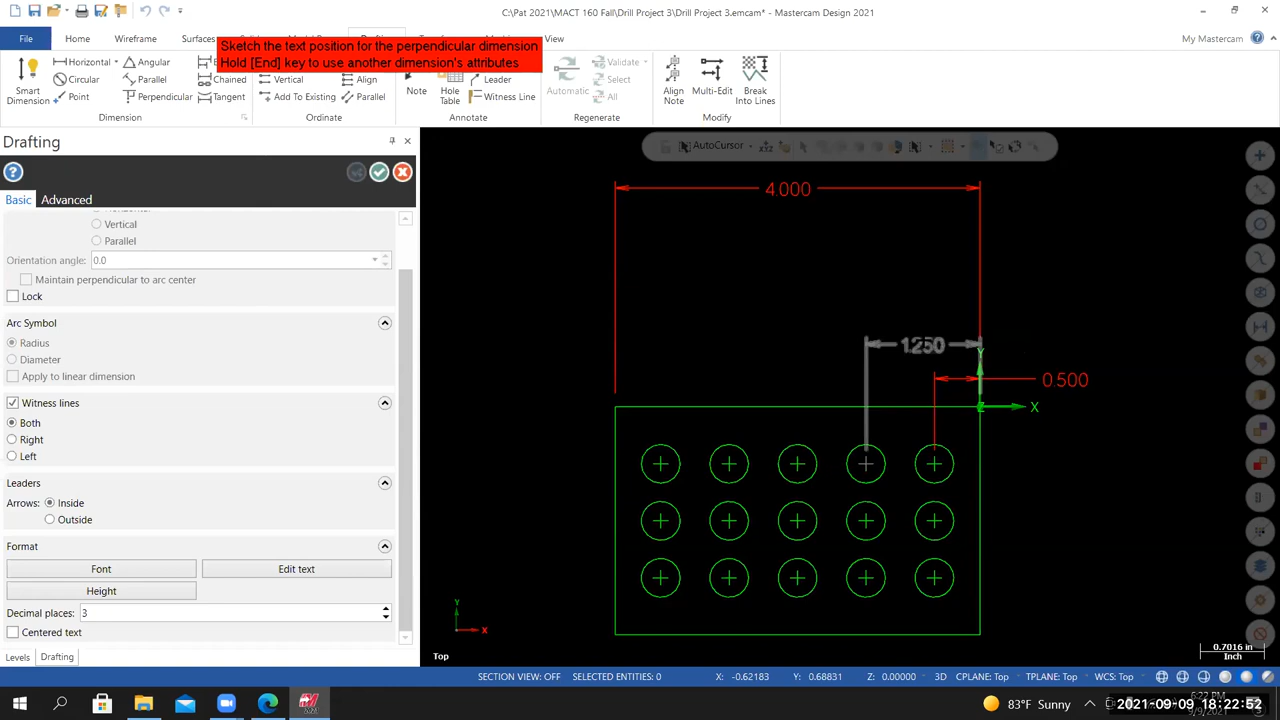 C:\Pat 2021\MACT 160 Fall\Drill Project 3\Drill Project 3.emcam* - Mastercam Design 2021
File
Home
Wireframe
Surfaces
View
My Mastercam
Sketch the text position for the perpendicular dimension
Hold [End] key to use another dimension's attributes
Smart Dimension
Horizontal
Angular
Circular
Parallel
Chained
Point
Perpendicular
Tangent
Dimension
Vertical
Align
Add To Existing
Parallel
Ordinate
Note
Hole Table
Leader
Witness Line
Annotate
Automatic
Validate
Select
All
Regenerate
Align Note
Multi-Edit
Break Into Lines
Modify
Drafting
Basic
Advanced
Vertical
Parallel
Orientation angle:
0.0
Maintain perpendicular to arc center
Lock
Arc Symbol
Radius
Diameter
Apply to linear dimension
Witness lines
Both
Right
Left
Leaders
Arrows:
Inside
Outside
Format
Font
Edit text
Height
Decimal places:
3
Centered text
Levels
Drafting
AutoCursor
4.000
1.250
0.500
Y
Z
X
Y
X
Top
0.7016 in
Inch
SECTION VIEW: OFF
SELECTED ENTITIES: 0
X: -0.62183
Y: 0.68831
Z: 0.00000
3D
CPLANE: Top
TPLANE: Top
WCS: Top
83°F Sunny
6:22 PM
9/9/2021
2021-09-09 18:22:52